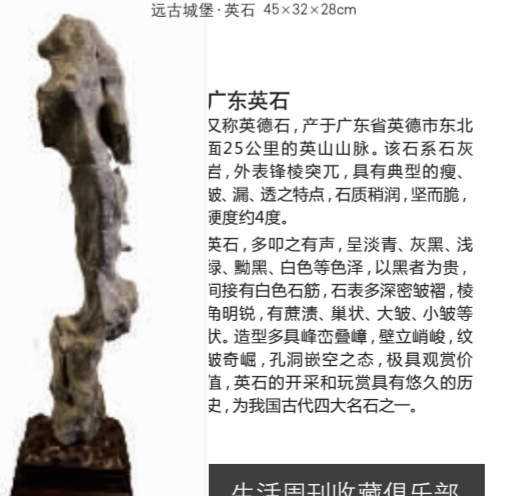 远古城堡·英石 45×32×28cm
广东英石
又称英德石，产于广东省英德市东北
面25公里的英山山脉。该石系石灰
岩，外表锋棱突兀，具有典型的瘦、
皱、漏、透之特点，石质稍润，坚而脆，
硬度约4度。
英石，多叩之有声，呈淡青、灰黑、浅
绿、黝黑、白色等色泽，以黑者为贵，
间接有白色石筋，石表多深密皱褶，棱
角明锐，有蔗渍、巢状、大皱、小皱等
状。造型多具峰峦叠嶂，壁立峭峻，纹
皱奇崛，孔洞嵌空之态，极具观赏价
值，英石的开采和玩赏具有悠久的历
史，为我国古代四大名石之一。
生活周刊收藏俱乐部